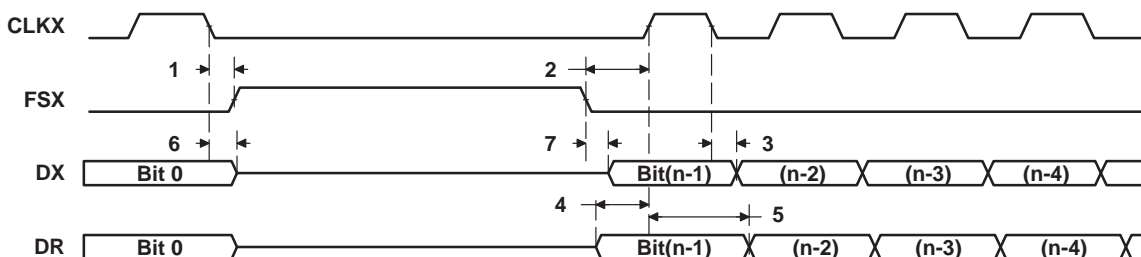 CLKX
1 2
FSX
6 7 3
DX Bit 0 Bit(n-1) (n-2) (n-3) (n-4)
4 5
DR Bit 0 Bit(n-1) (n-2) (n-3) (n-4)